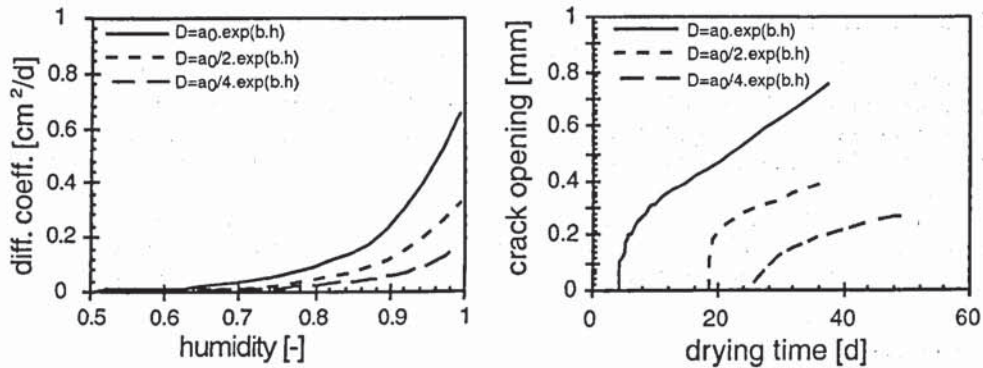 1
D=a₀.exp(b.h)
D=a₀/2.exp(b.h)
D=a₀/4.exp(b.h)
0.8
0.6
0.4
0.2
0
diff. coeff. [cm²/d]
0.5 0.6 0.7 0.8 0.9 1
humidity [-]
1
D=a₀.exp(b.h)
D=a₀/2.exp(b.h)
D=a₀/4.exp(b.h)
0.8
0.6
0.4
0.2
0
crack opening [mm]
0 20 40 60
drying time [d]